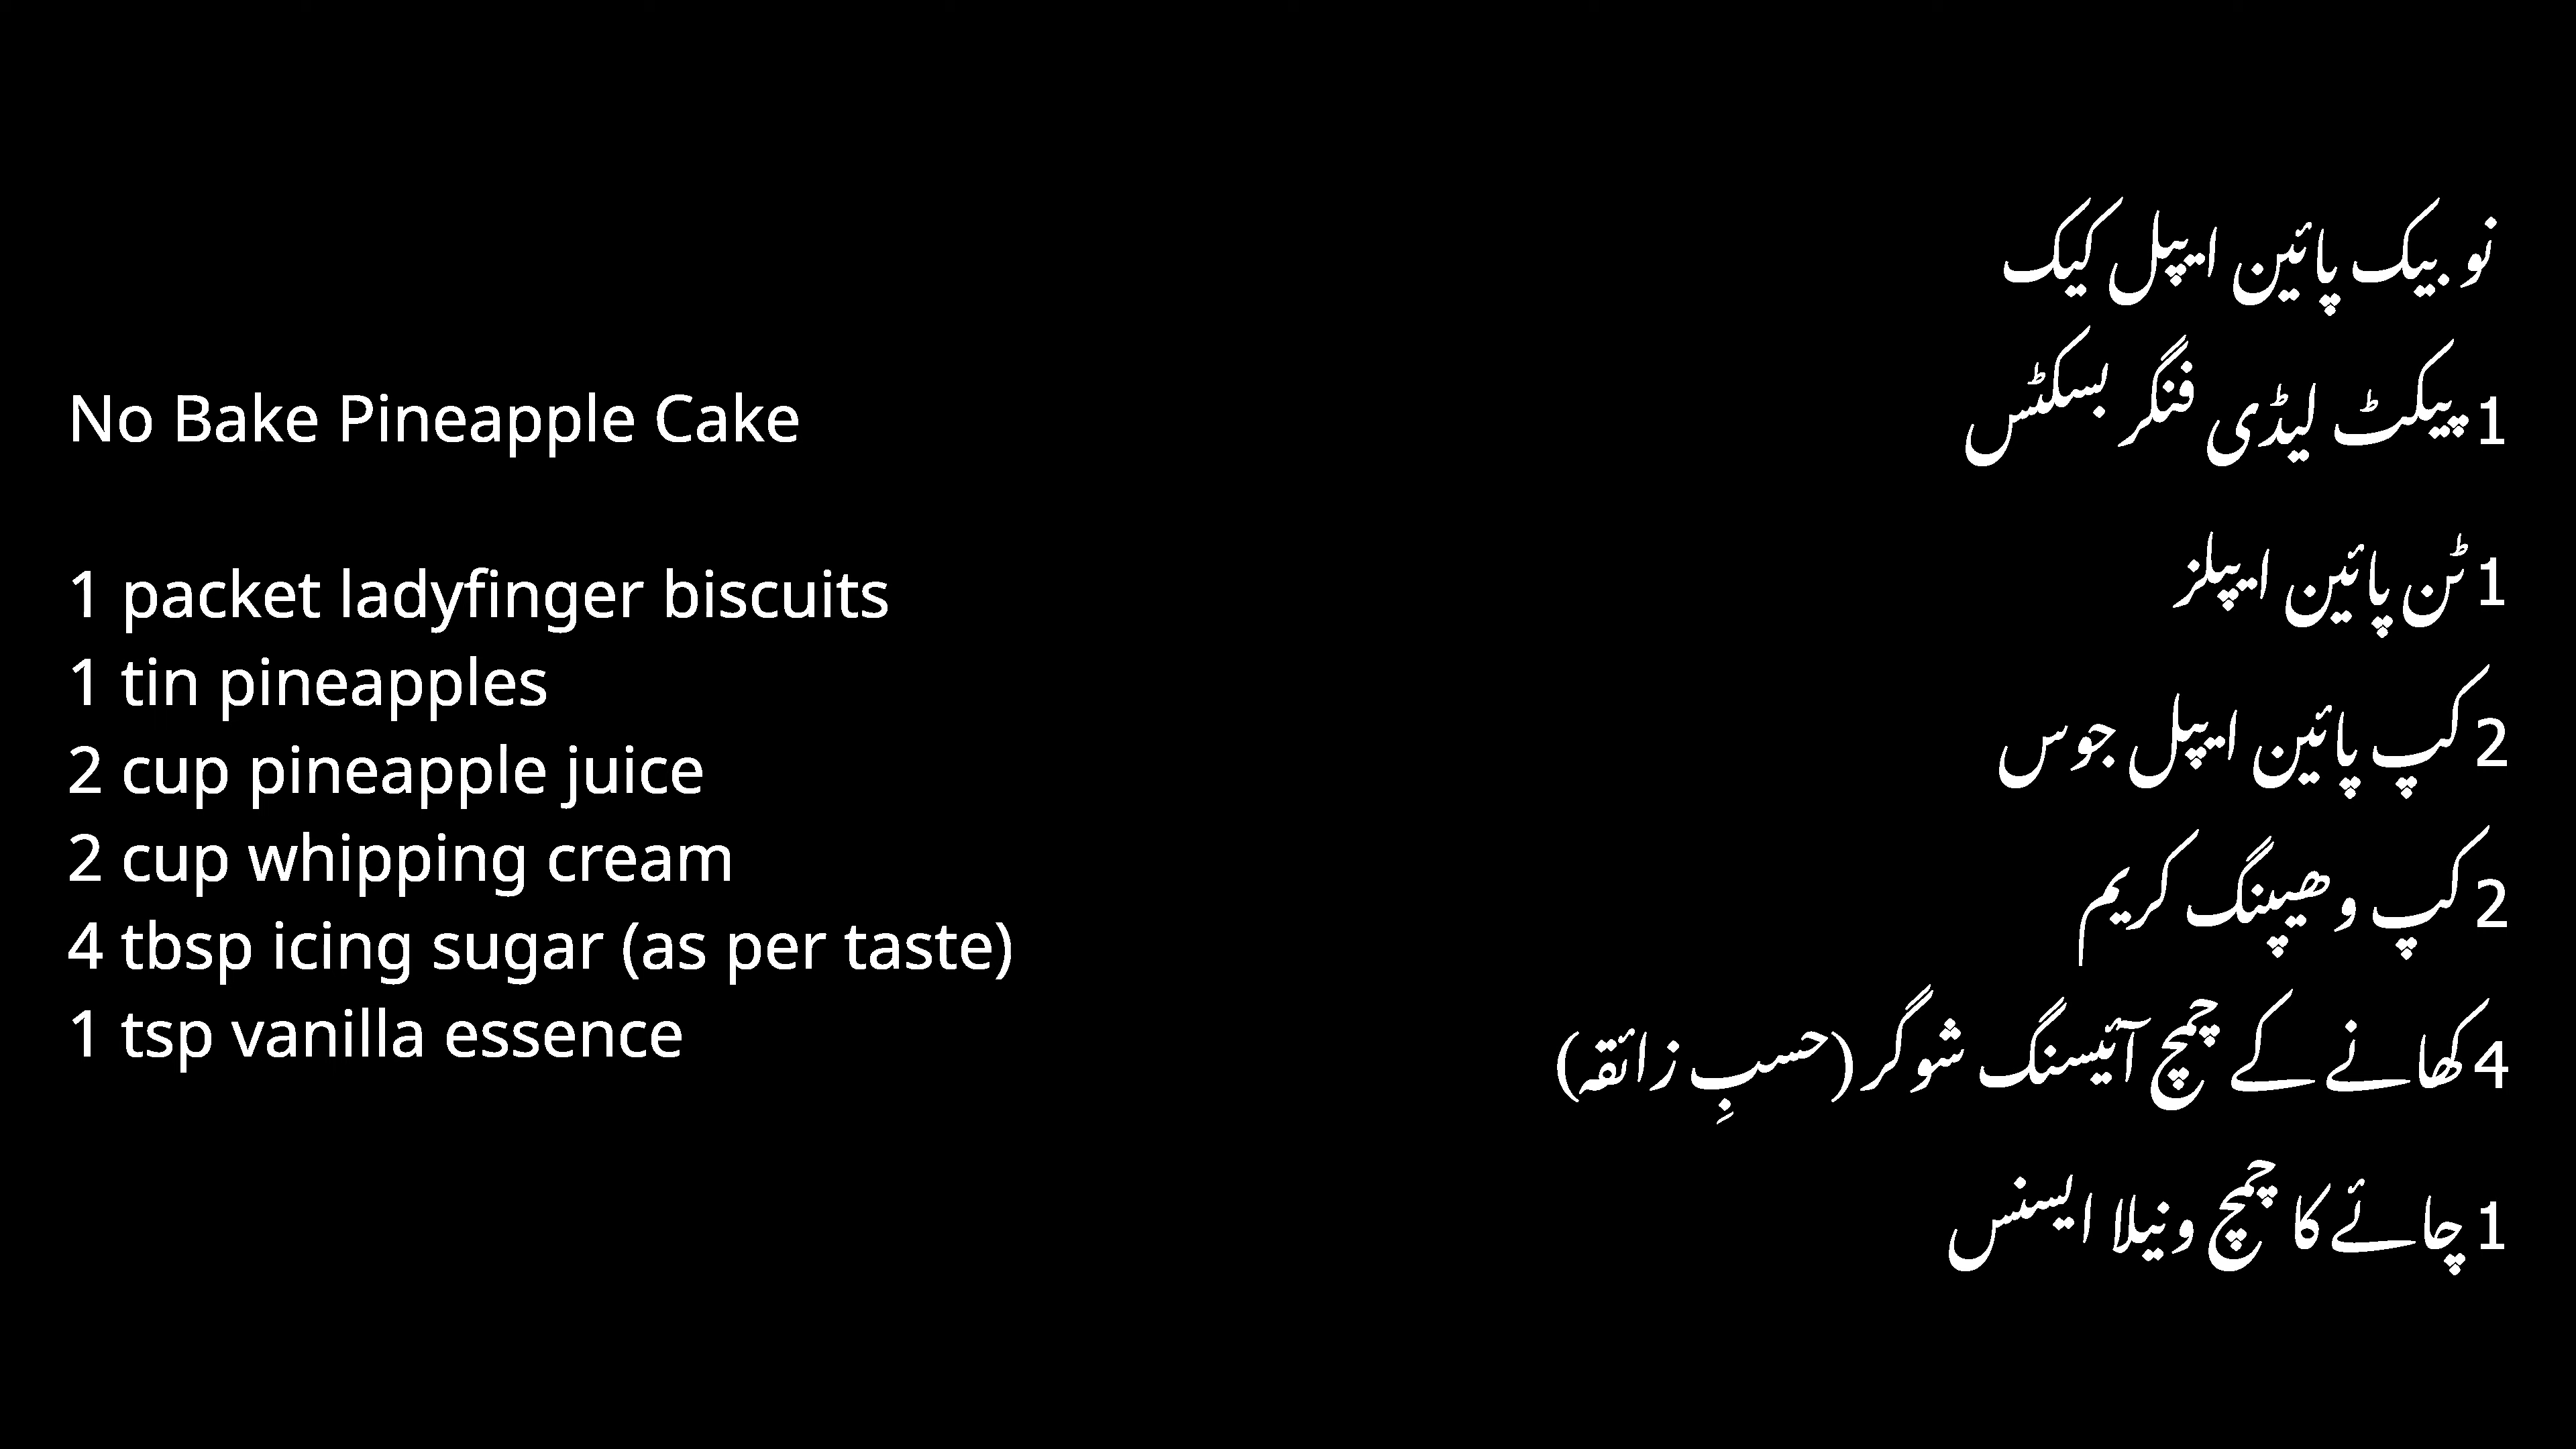 No Bake Pineapple Cake
1 packet ladyfinger biscuits
1 tin pineapples
2 cup pineapple juice
2 cup whipping cream
4 tbsp icing sugar (as per taste)
1 tsp vanilla essence
نو بیک پائین ایپل کیک
1 پیکٹ لیڈی فنگر بسکٹس
1 ٹن پائین ایپلز
2 کپ پائین ایپل جوس
2 کپ وھیپنگ کریم
4 کھانے کے چمچ آئیسنگ شوگر (حسبِ زائقہ)
1 چائے کا چمچ ونیلا ایسنس